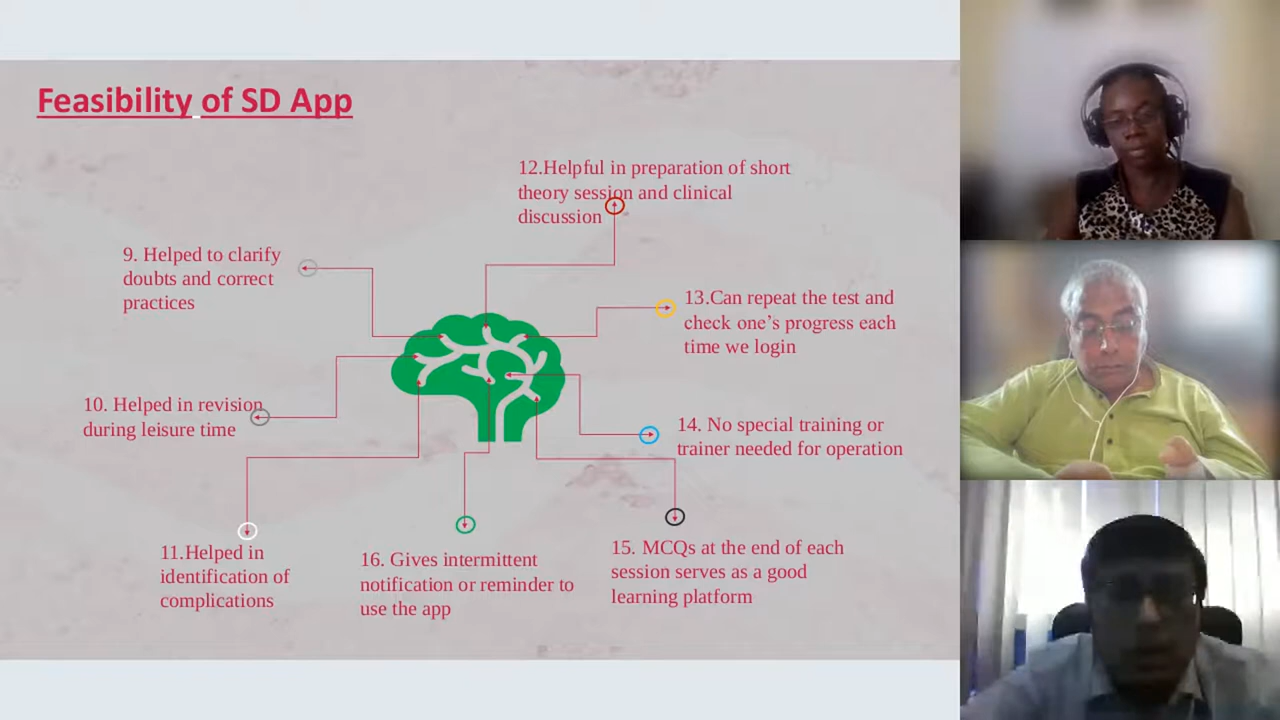 Feasibility of SD App
12.Helpful in preparation of short
theory session and clinical
discussion
9. Helped to clarify
doubts and correct
practices
13.Can repeat the test and
check one’s progress each
time we login
10. Helped in revision
during leisure time
14. No special training or
trainer needed for operation
11.Helped in
identification of
complications
16. Gives intermittent
notification or reminder to
use the app
15. MCQs at the end of each
session serves as a good
learning platform